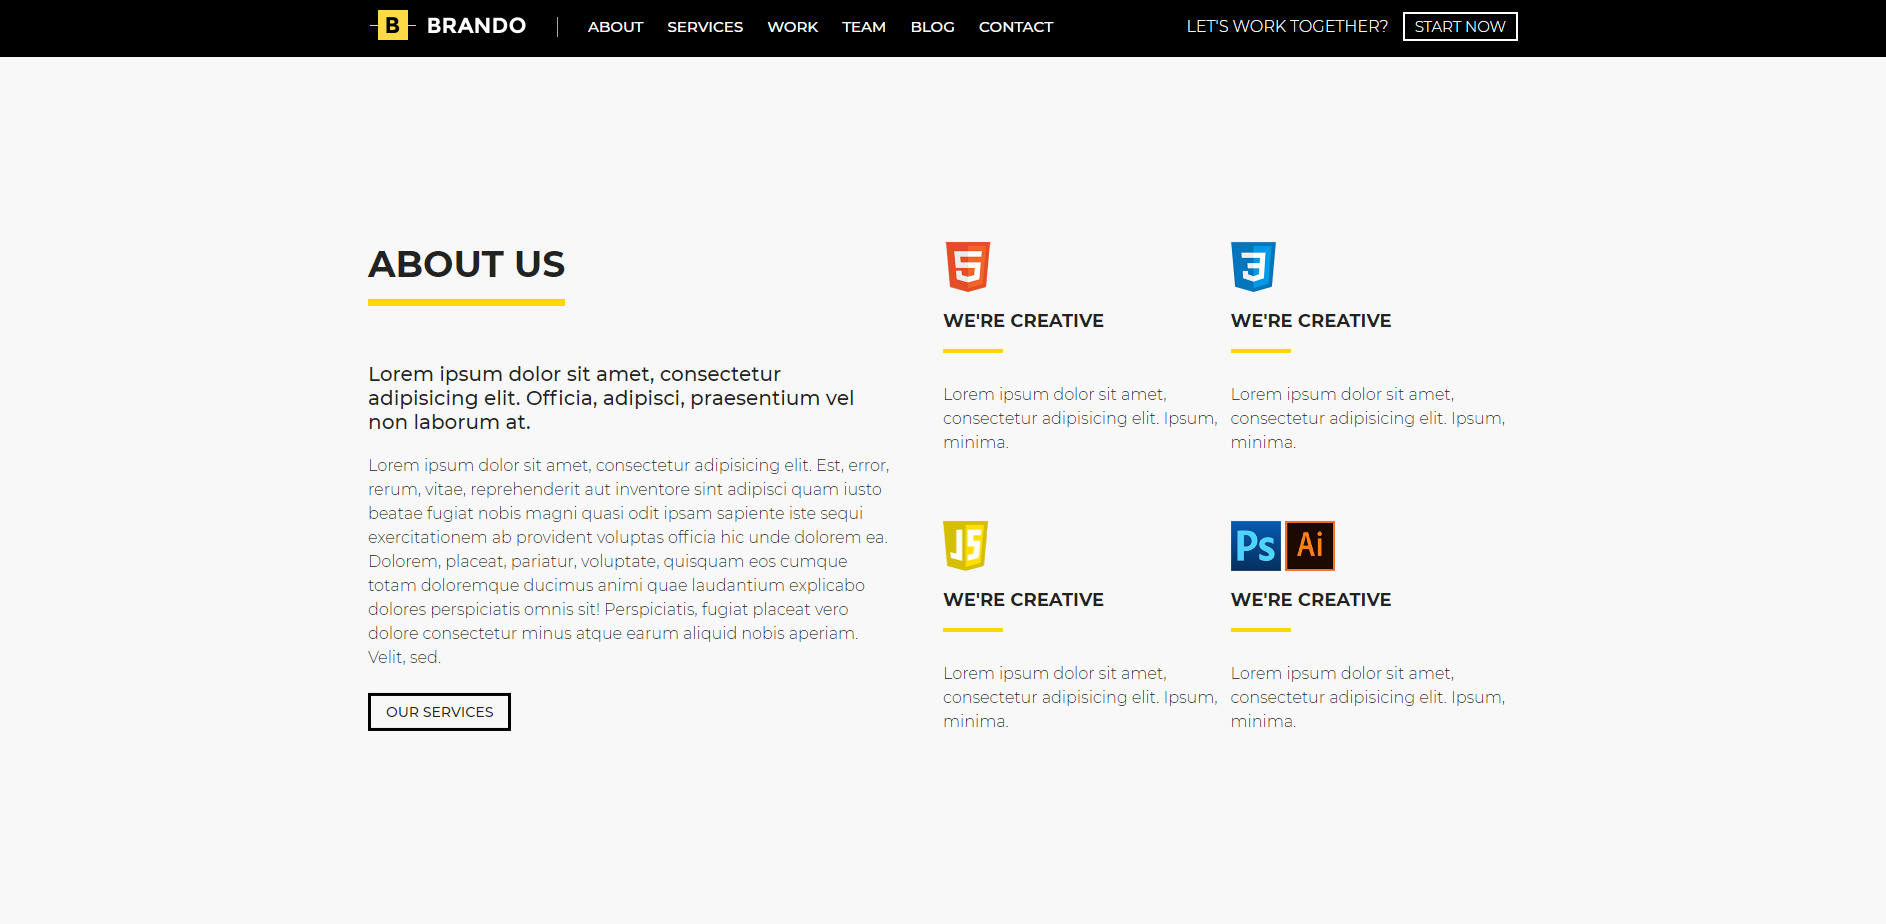 B BRANDO ABOUT SERVICES WORK TEAM BLOG CONTACT LET'S WORK TOGETHER? START NOW
ABOUT US
Lorem ipsum dolor sit amet, consectetur
adipisicing elit. Officia, adipisci, praesentium vel
non laborum at.
Lorem ipsum dolor sit amet, consectetur adipisicing elit. Est, error,
rerum, vitae, reprehenderit aut inventore sint adipisci quam iusto
beatae fugiat nobis magni quasi odit ipsam sapiente iste sequi
exercitationem ab provident voluptas officia hic unde dolorem ea.
Dolorem, placeat, pariatur, voluptate, quisquam eos cumque
totam doloremque ducimus animi quae laudantium explicabo
dolores perspiciatis omnis sit! Perspiciatis, fugiat placeat vero
dolore consectetur minus atque earum aliquid nobis aperiam.
Velit, sed.
OUR SERVICES
5
WE'RE CREATIVE
Lorem ipsum dolor sit amet,
consectetur adipisicing elit. Ipsum,
minima.
3
WE'RE CREATIVE
Lorem ipsum dolor sit amet,
consectetur adipisicing elit. Ipsum,
minima.
JS
WE'RE CREATIVE
Lorem ipsum dolor sit amet,
consectetur adipisicing elit. Ipsum,
minima.
Ps Ai
WE'RE CREATIVE
Lorem ipsum dolor sit amet,
consectetur adipisicing elit. Ipsum,
minima.